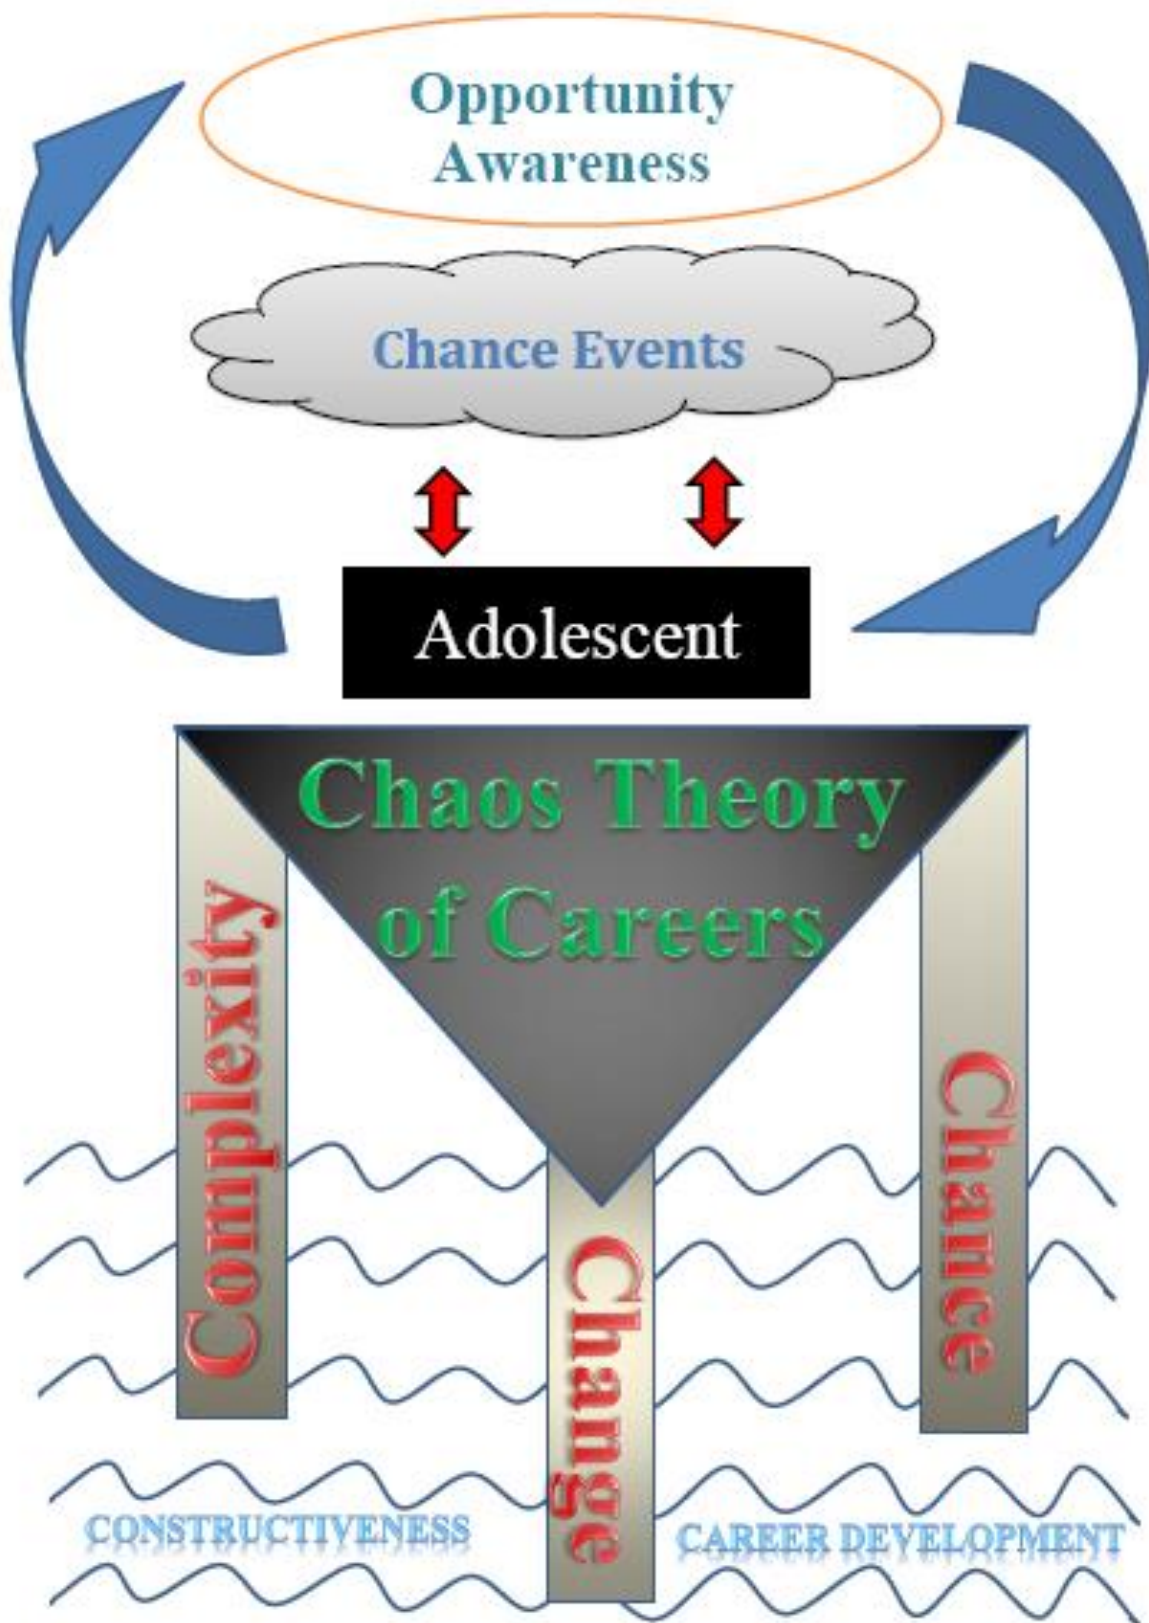 Opportunity
Awareness
Chance Events
Adolescent
Chaos Theory
of Careers
Complexity
Change
Chance
CONSTRUCTIVENESS
CAREER DEVELOPMENT